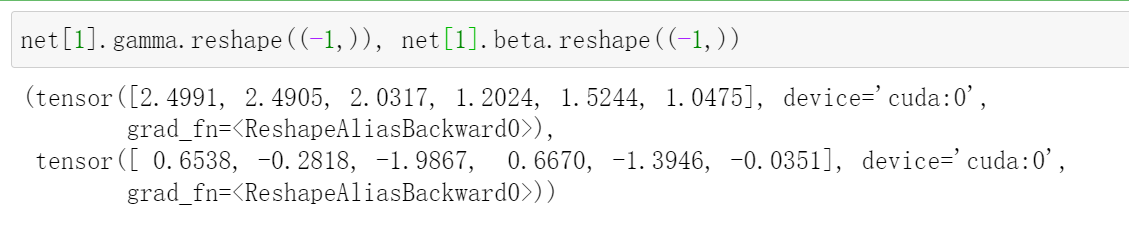 net[1].gamma.reshape((-1,)), net[1].beta.reshape((-1,))
(tensor([2.4991, 2.4905, 2.0317, 1.2024, 1.5244, 1.0475], device='cuda:0',
grad_fn=<ReshapeAliasBackward0>),
tensor([ 0.6538, -0.2818, -1.9867,  0.6670, -1.3946, -0.0351], device='cuda:0',
grad_fn=<ReshapeAliasBackward0>))